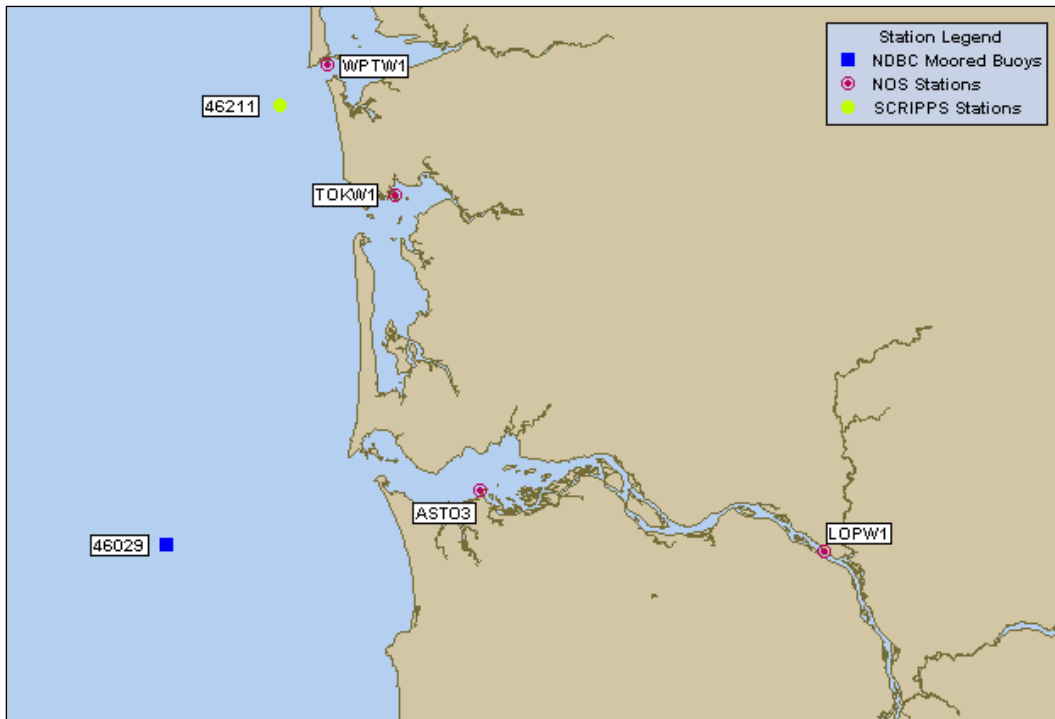 Station Legend
NDBC Moored Buoys
NOS Stations
SCRIPPS Stations
WPTW1
46211
TOKW1
ASTO3
46029
LOPW1